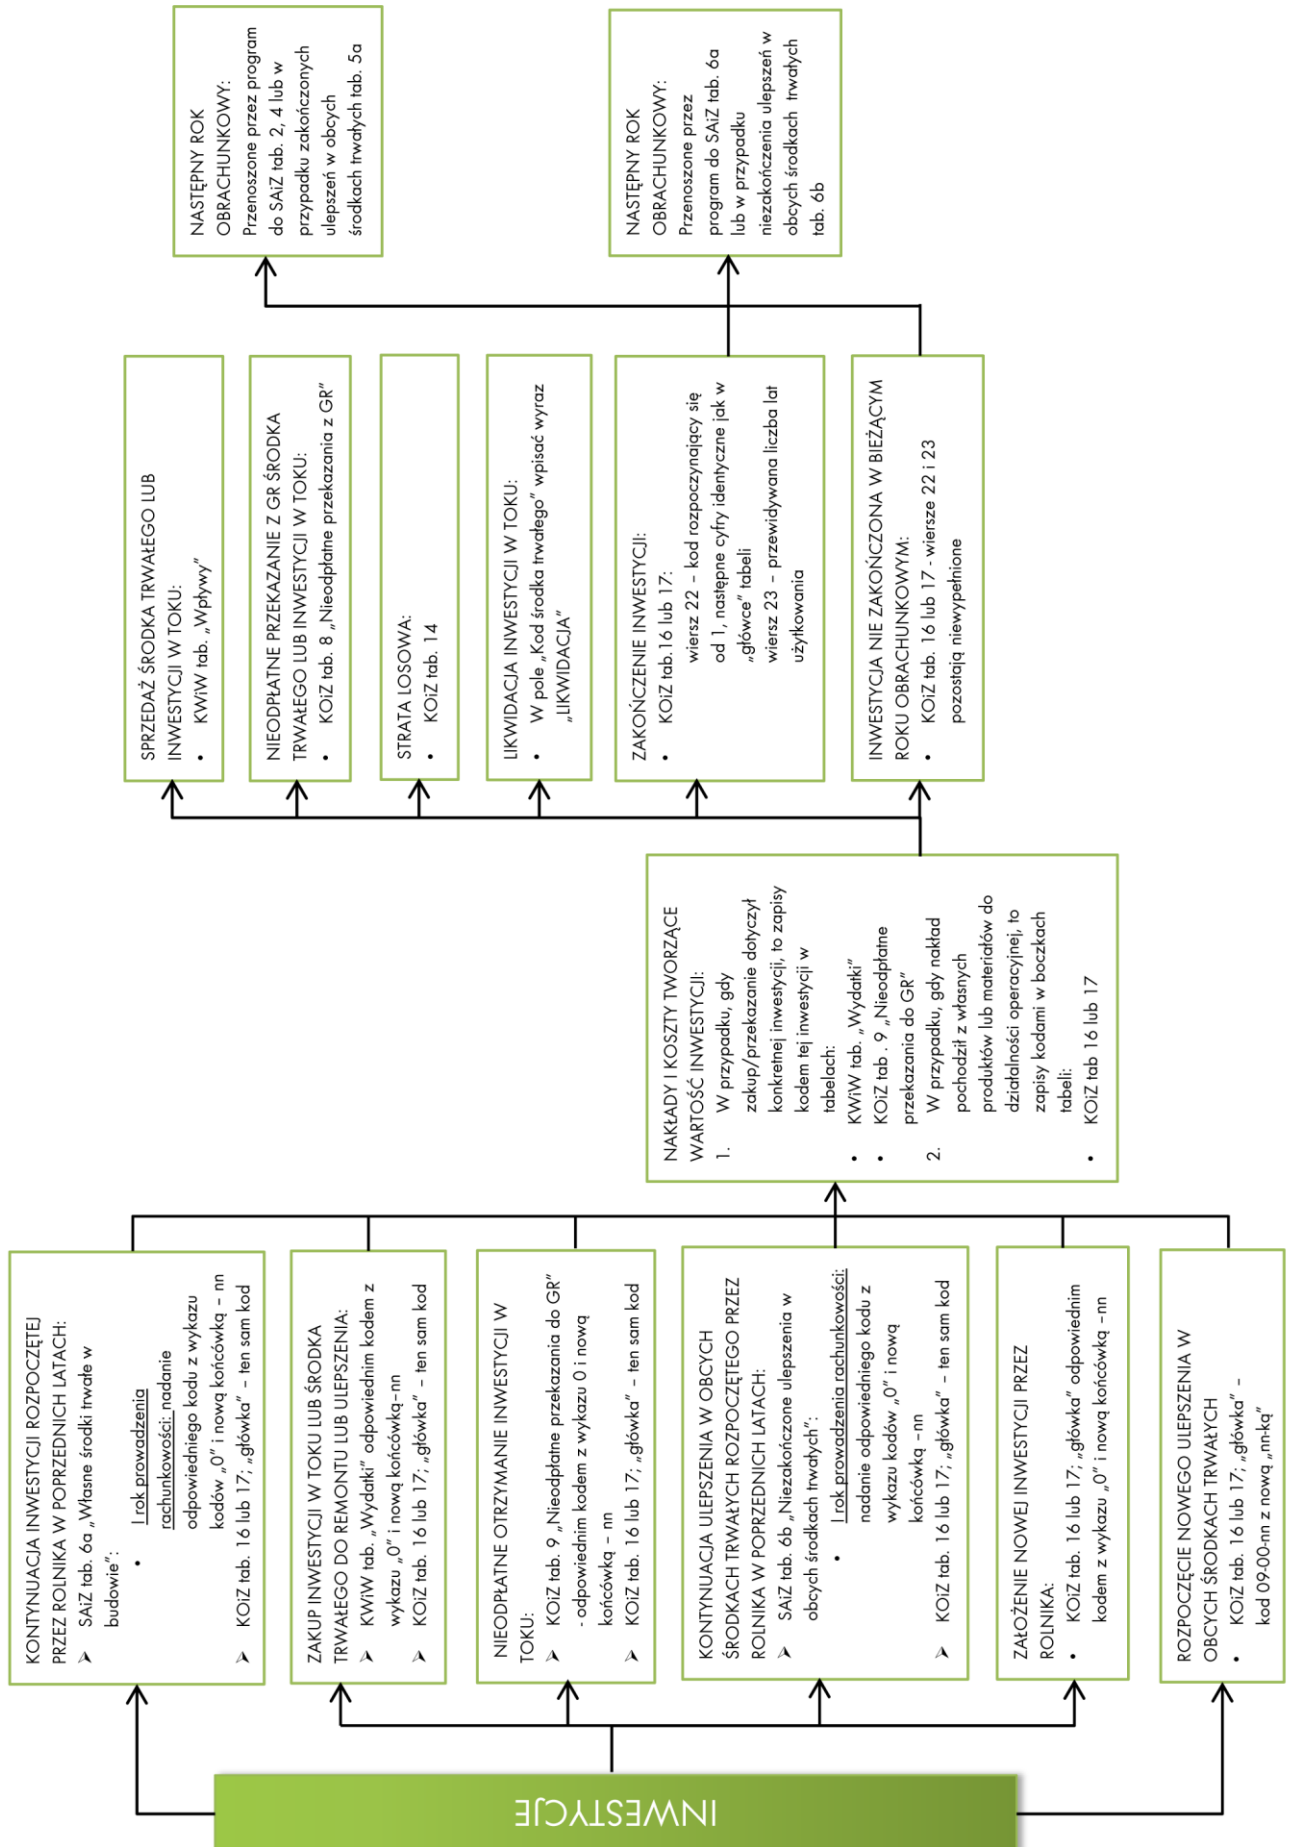 INWESTYCJE
KONTYNUACJA INWESTYCJI ROZPOCZĘTEJ
PRZEZ ROLNIKA W POPRZEDNICH LATACH:
➢ SAiZ tab. 6a „Własne środki trwałe w
budowie”:
• I rok prowadzenia
rachunkowości: nadanie
odpowiedniego kodu z wykazu
kodów „0” i nową końcówką – nn
➢ KOiZ tab. 16 lub 17; „główka” – ten sam kod
ZAKUP INWESTYCJI W TOKU LUB ŚRODKA
TRWAŁEGO DO REMONTU LUB ULEPSZENIA:
➢ KWiW tab. „Wydatki” odpowiednim kodem z
wykazu „0” i nową końcówką–nn
➢ KOiZ tab. 16 lub 17; „główka” – ten sam kod
NIEODPŁATNE OTRZYMANIE INWESTYCJI W
TOKU:
➢ KOiZ tab. 9 „Nieodpłatne przekazania do GR”
- odpowiednim kodem z wykazu 0 i nową
końcówką – nn
➢ KOiZ tab. 16 lub 17; „główka” – ten sam kod
KONTYNUACJA ULEPSZENIA W OBCYCH
ŚRODKACH TRWAŁYCH ROZPOCZĘTEGO PRZEZ
ROLNIKA W POPRZEDNICH LATACH:
➢ SAiZ tab. 6b „Niezakończone ulepszenia w
obcych środkach trwałych”:
• I rok prowadzenia rachunkowości:
nadanie odpowiedniego kodu z
wykazu kodów „0” i nową
końcówką –nn
➢ KOiZ tab. 16 lub 17; „główka” – ten sam kod
ZAŁOŻENIE NOWEJ INWESTYCJI PRZEZ
ROLNIKA:
• KOiZ tab. 16 lub 17; „główka” odpowiednim
kodem z wykazu „0” i nową końcówką –nn
ROZPOCZĘCIE NOWEGO ULEPSZENIA W
OBCYCH ŚRODKACH TRWAŁYCH
• KOiZ tab. 16 lub 17; „główka” –
kod 09-00-nn z nową „nn-ką”
NAKŁADY I KOSZTY TWORZĄCE
WARTOŚĆ INWESTYCJI:
1. W przypadku, gdy
zakup/przekazanie dotyczył
konkretnej inwestycji, to zapisy
kodem tej inwestycji w
tabelach:
• KWiW tab. „Wydatki”
• KOiZ tab . 9 „Nieodpłatne
przekazania do GR”
2. W przypadku, gdy nakład
pochodził z własnych
produktów lub materiałów do
działalności operacyjnej, to
zapisy kodami w boczkach
tabeli:
• KOiZ tab 16 lub 17
SPRZEDAŻ ŚRODKA TRWAŁEGO LUB
INWESTYCJI W TOKU:
• KWiW tab. „Wpływy”
NIEODPŁATNE PRZEKAZANIE Z GR ŚRODKA
TRWAŁEGO LUB INWESTYCJI W TOKU:
• KOiZ tab. 8 „Nieodpłatne przekazania z GR”
STRATA LOSOWA:
• KOiZ tab. 14
LIKWIDACJA INWESTYCJI W TOKU:
• W pole „Kod środka trwałego” wpisać wyraz
„LIKWIDACJA”
ZAKOŃCZENIE INWESTYCJI:
• KOiZ tab.16 lub 17:
wiersz 22 – kod rozpoczynający się
od 1, następne cyfry identyczne jak w
„główce” tabeli
wiersz 23 – przewidywana liczba lat
użytkowania
INWESTYCJA NIE ZAKOŃCZONA W BIEŻĄCYM
ROKU OBRACHUNKOWYM:
• KOiZ tab. 16 lub 17 - wiersze 22 i 23
pozostają niewypełnione
NASTĘPNY ROK
OBRACHUNKOWY:
Przenoszone przez program
do SAiZ tab. 2, 4 lub w
przypadku zakończonych
ulepszeń w obcych
środkach trwałych tab. 5a
NASTĘPNY ROK
OBRACHUNKOWY:
Przenoszone przez
program do SAiZ tab. 6a
lub w przypadku
niezakończenia ulepszeń w
obcych środkach trwałych
tab. 6b